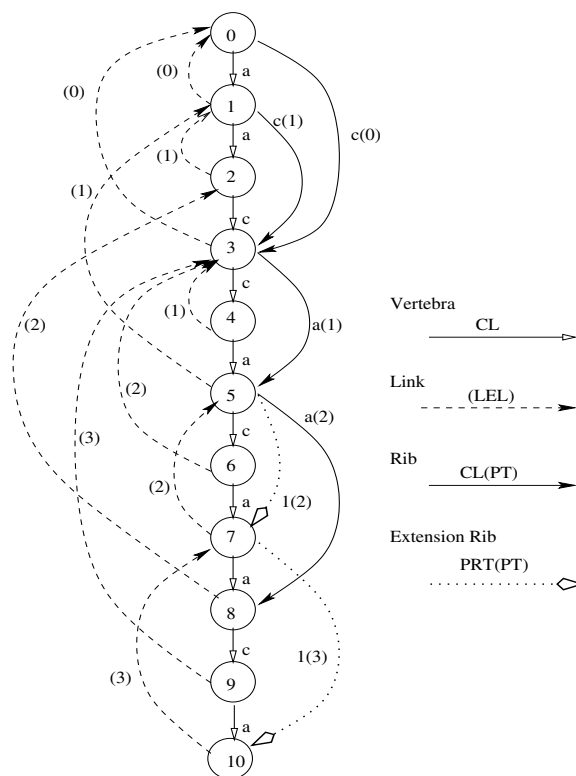 0
a
(0)
(0)
1
c(1)
a
c(0)
(1)
2
(1)
c
3
c
Vertebra
(2)
(1)
a(1)
4
CL
a
Link
(2)
5
a(2)
(LEL)
(3)
c
Rib
6
CL(PT)
(2)
a
1(2)
7
Extension Rib
a
PRT(PT)
8
c
1(3)
(3)
9
a
10